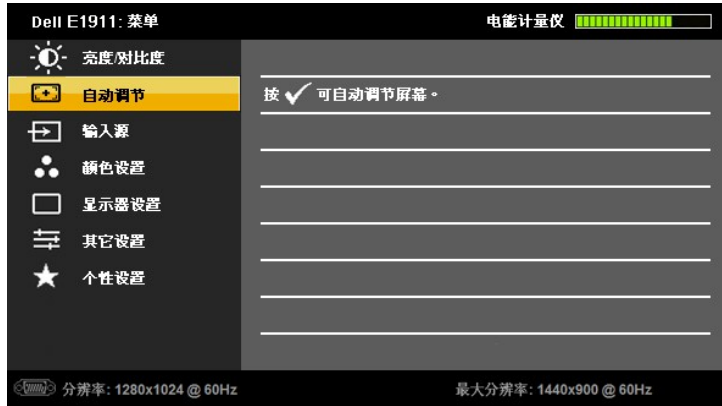 Dell E1911: 菜单
电能计量仪
亮度/对比度
自动调节
按 ✓ 可自动调节屏幕。
输入源
颜色设置
显示器设置
其它设置
个性设置
分辨率: 1280x1024 @ 60Hz
最大分辨率: 1440x900 @ 60Hz